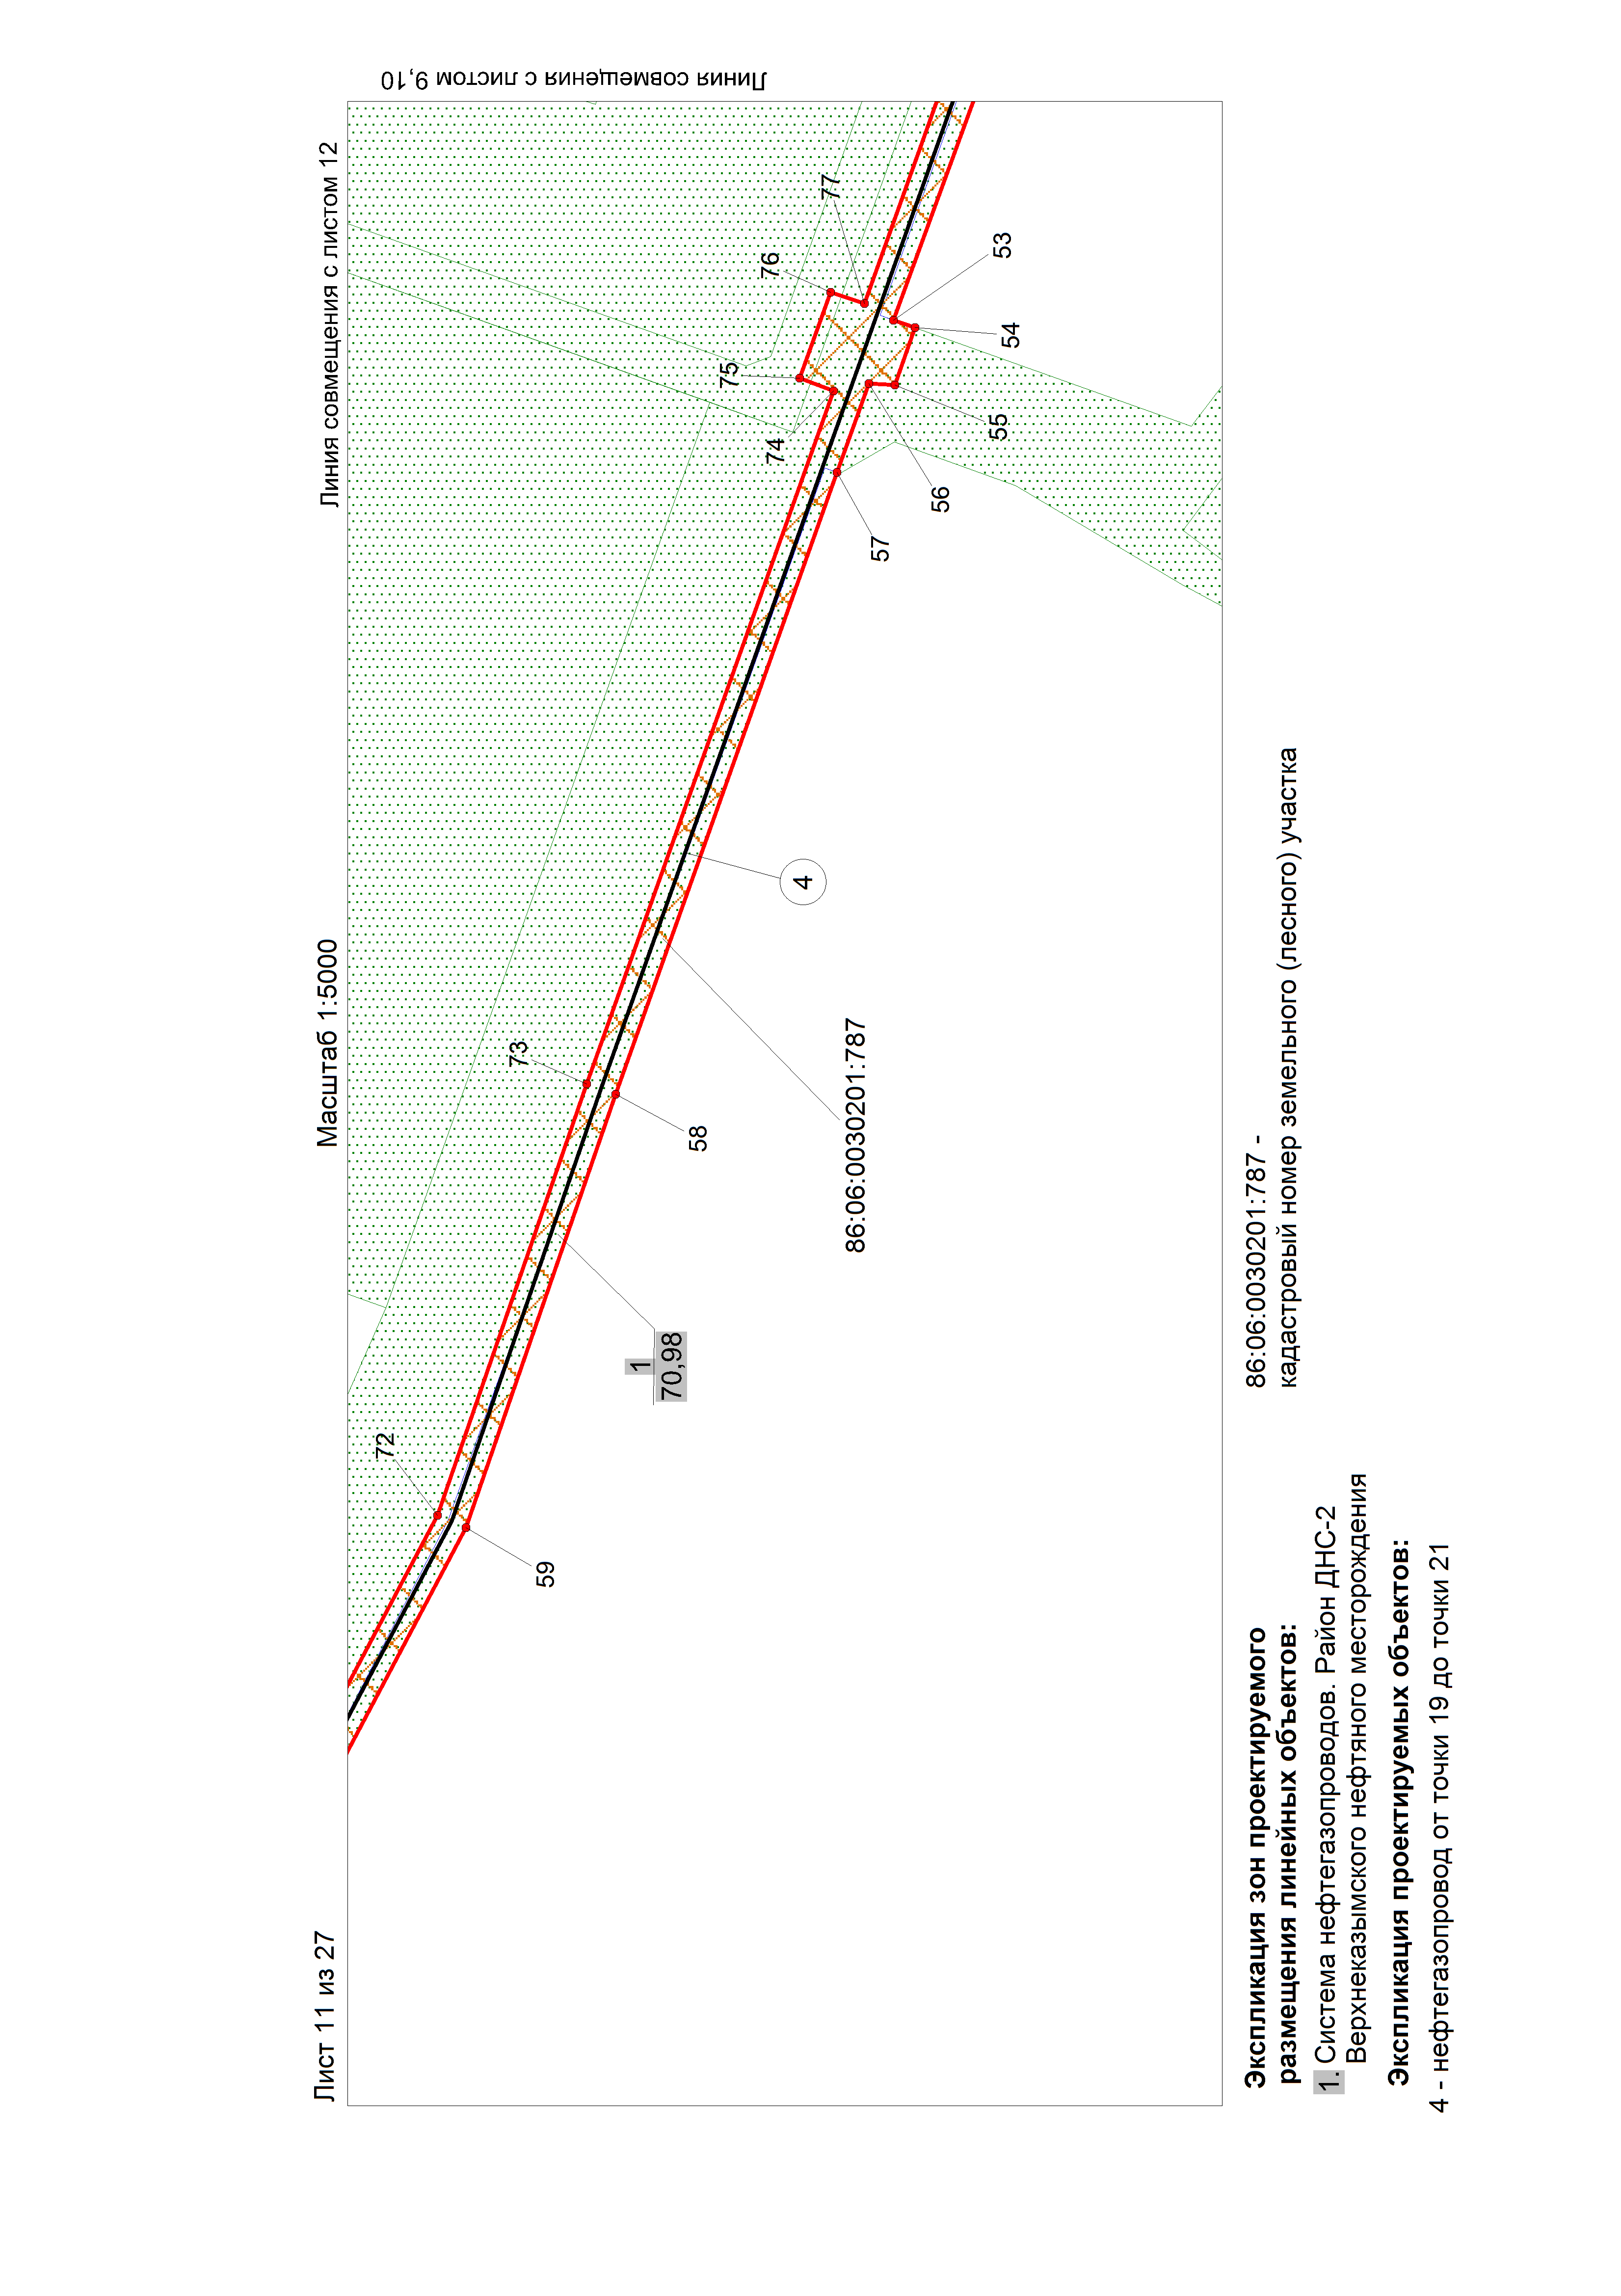 Лист 11 из 27
Масштаб 1:5000
Линия совмещения с листом 12
Линия совмещения с листом 9,10
72
73
75
76
77
74
59
58
57
56
55
54
53
4
1
70,98
86:06:0030201:787
Экспликация зон проектируемого
размещения линейных объектов:
1. Система нефтегазопроводов. Район ДНС-2
Верхнеказымского нефтяного месторождения
Экспликация проектируемых объектов:
4 - нефтегазопровод от точки 19 до точки 21
86:06:0030201:787 -
кадастровый номер земельного (лесного) участка